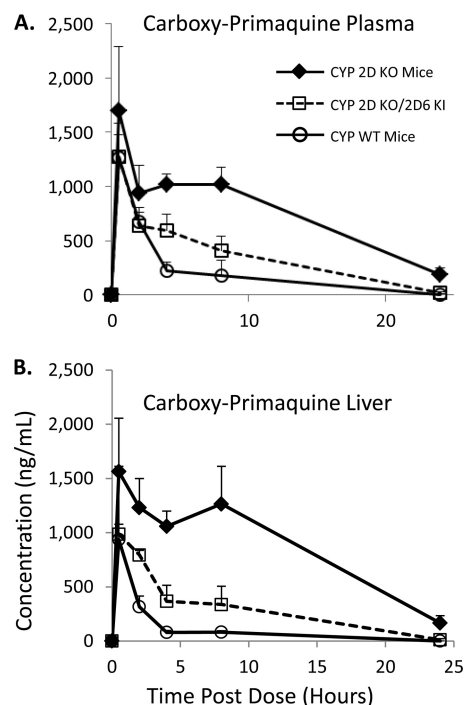 A. Carboxy-Primaquine Plasma
2,500
2,000
1,500
1,000
500
0
CYP 2D KO Mice
CYP 2D KO/2D6 KI
CYP WT Mice
0 10 20
B. Carboxy-Primaquine Liver
2,500
2,000
1,500
1,000
500
0
Concentration (ng/mL)
0 5 10 15 20 25
Time Post Dose (Hours)